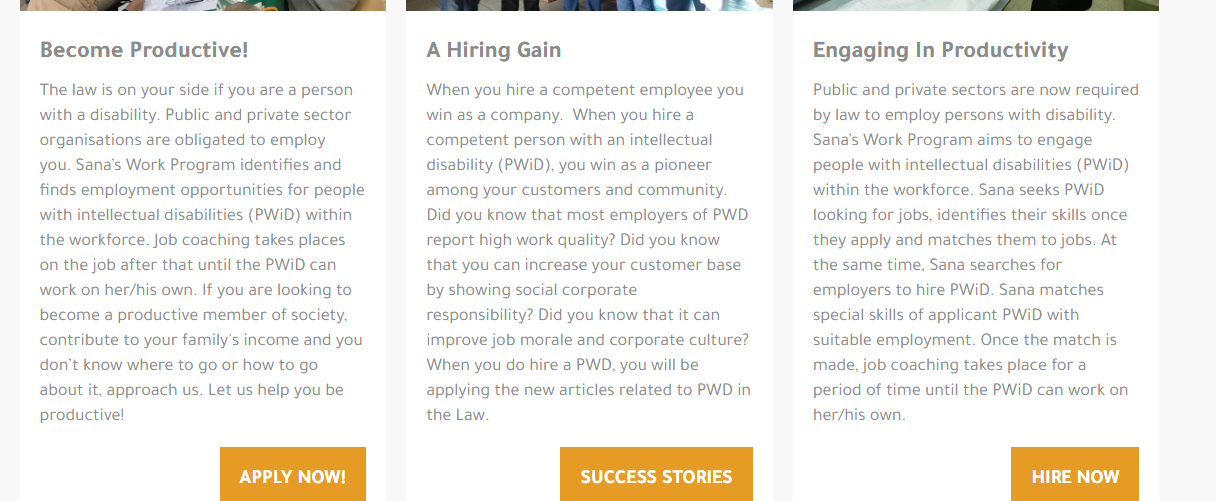 Become Productive!
The law is on your side if you are a person
with a disability. Public and private sector
organisations are obligated to employ
you. Sana's Work Program identifies and
finds employment opportunities for people
with intellectual disabilities (PWiD) within
the workforce. Job coaching takes places
on the job after that until the PWiD can
work on her/his own. If you are looking to
become a productive member of society,
contribute to your family's income and you
don't know where to go or how to go
about it, approach us. Let us help you be
productive!
APPLY NOW!
A Hiring Gain
When you hire a competent employee you
win as a company.  When you hire a
competent person with an intellectual
disability (PWiD), you win as a pioneer
among your customers and community.
Did you know that most employers of PWD
report high work quality? Did you know
that you can increase your customer base
by showing social corporate
responsibility? Did you know that it can
improve job morale and corporate culture?
When you do hire a PWD, you will be
applying the new articles related to PWD in
the Law.
SUCCESS STORIES
Engaging In Productivity
Public and private sectors are now required
by law to employ persons with disability.
Sana's Work Program aims to engage
people with intellectual disabilities (PWiD)
within the workforce. Sana seeks PWiD
looking for jobs, identifies their skills once
they apply and matches them to jobs. At
the same time, Sana searches for
employers to hire PWiD. Sana matches
special skills of applicant PWiD with
suitable employment. Once the match is
made, job coaching takes place for a
period of time until the PWiD can work on
her/his own.
HIRE NOW